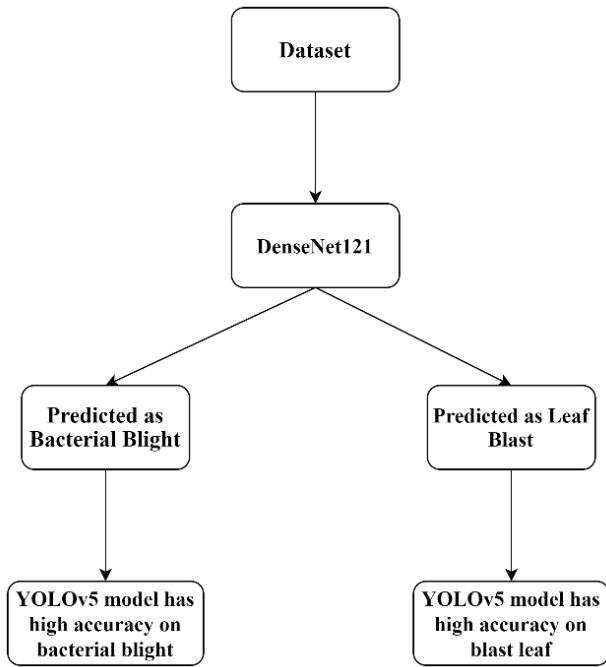 Dataset
DenseNet121
Predicted as
Bacterial Blight
Predicted as Leaf
Blast
YOLOv5 model has
high accuracy on
bacterial blight
YOLOv5 model has
high accuracy on
blast leaf